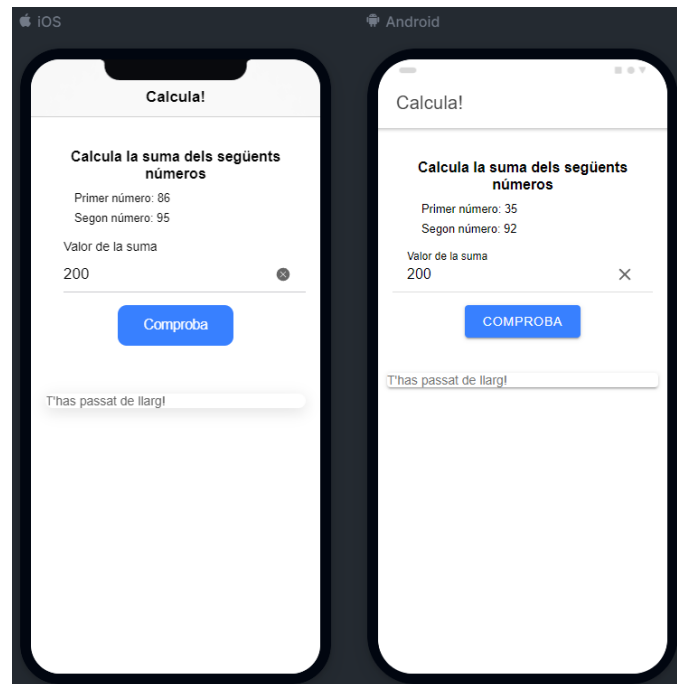 iOS
Calcula!
Calcula la suma dels següents
números
Primer número: 86
Segon número: 95
Valor de la suma
200
Comproba
T'has passat de llarg!
Android
Calcula!
Calcula la suma dels següents
números
Primer número: 35
Segon número: 92
Valor de la suma
200
COMPROBA
T'has passat de llarg!